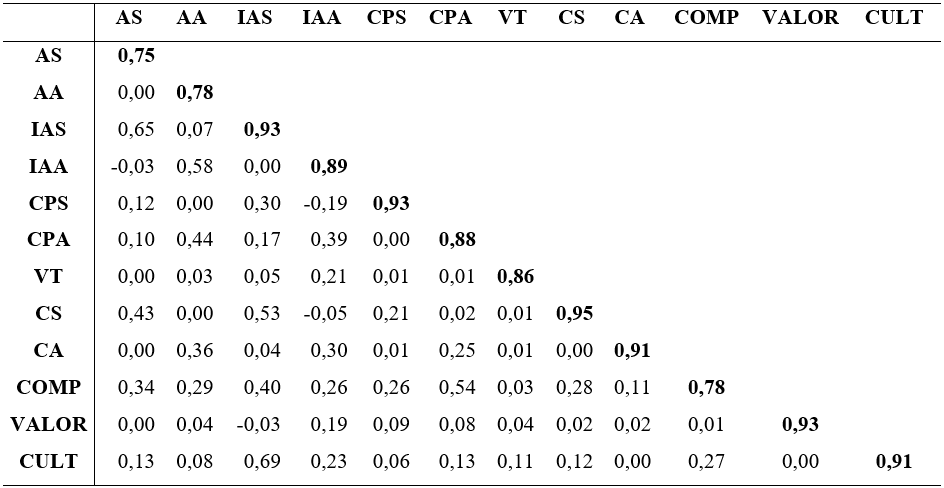 AS AA IAS IAA CPS CPA VT CS CA COMP VALOR CULT
AS 0,75
AA 0,00 0,78
IAS 0,65 0,07 0,93
IAA -0,03 0,58 0,00 0,89
CPS 0,12 0,00 0,30 -0,19 0,93
CPA 0,10 0,44 0,17 0,39 0,00 0,88
VT 0,00 0,03 0,05 0,21 0,01 0,01 0,86
CS 0,43 0,00 0,53 -0,05 0,21 0,02 0,01 0,95
CA 0,00 0,36 0,04 0,30 0,01 0,25 0,01 0,00 0,91
COMP 0,34 0,29 0,40 0,26 0,26 0,54 0,03 0,28 0,11 0,78
VALOR 0,00 0,04 -0,03 0,19 0,09 0,08 0,04 0,02 0,02 0,01 0,93
CULT 0,13 0,08 0,69 0,23 0,06 0,13 0,11 0,12 0,00 0,27 0,00 0,91